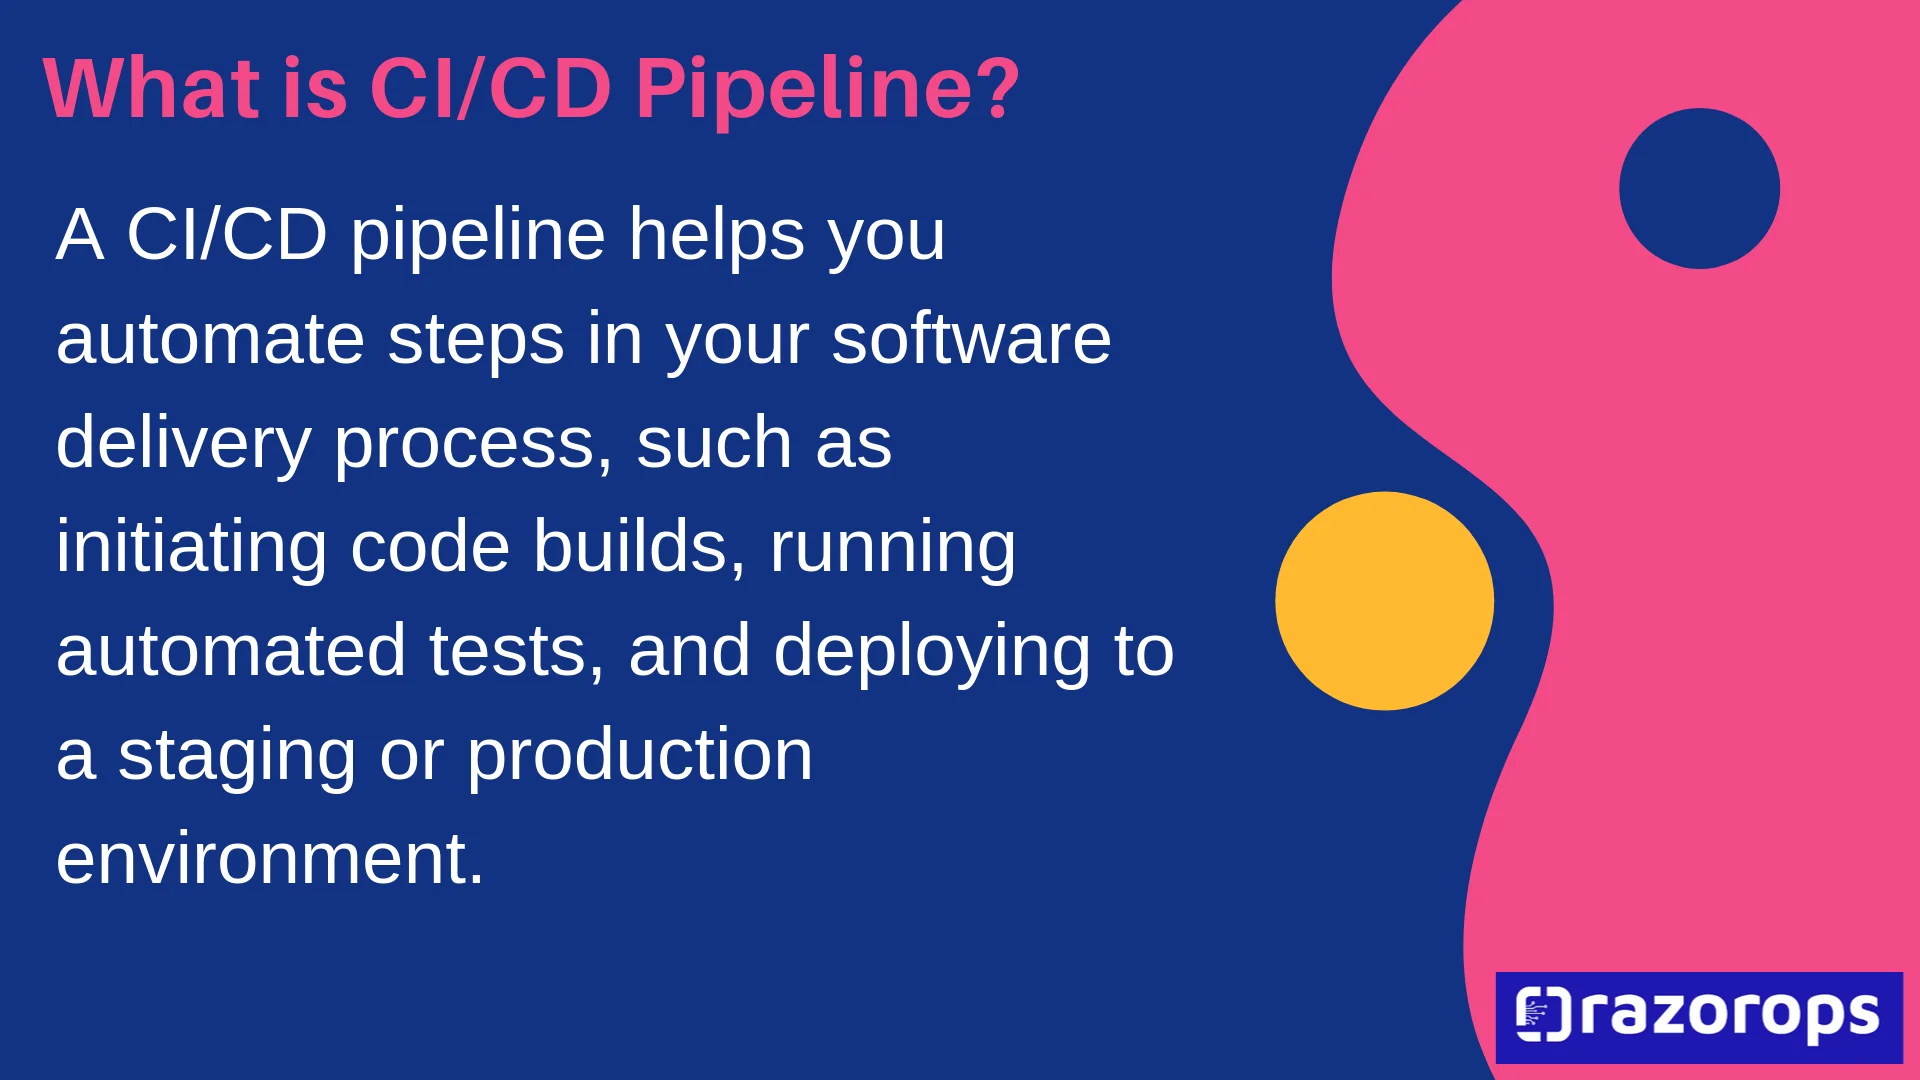 What is CI/CD Pipeline?
A CI/CD pipeline helps you
automate steps in your software
delivery process, such as
initiating code builds, running
automated tests, and deploying to
a staging or production
environment.
razorops